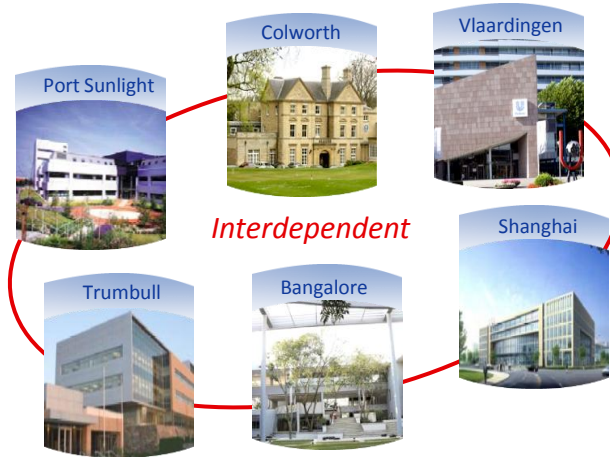 Colworth
Vlaardingen
Port Sunlight
Interdependent
Shanghai
Trumbull
Bangalore